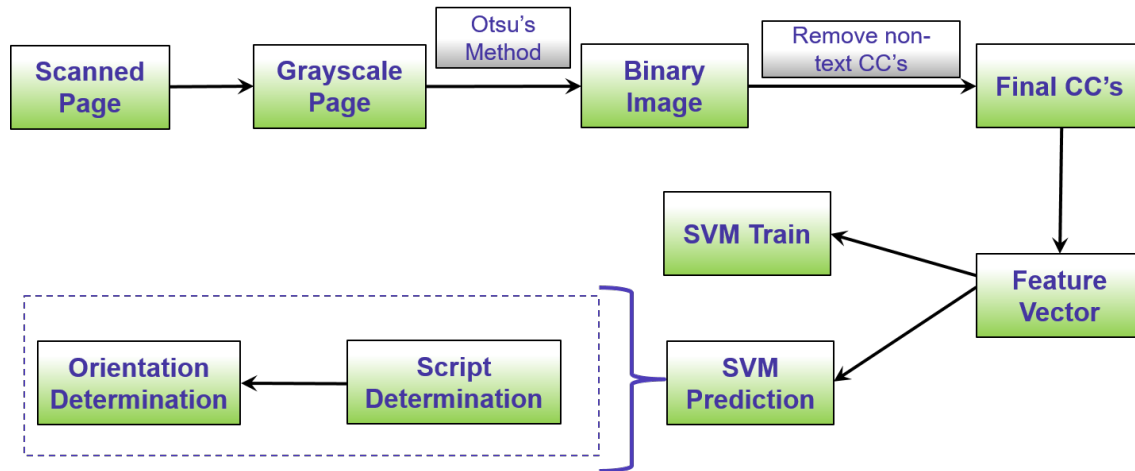 Scanned
Page
Grayscale
Page
Otsu's
Method
Binary
Image
Remove non-
text CC's
Final CC's
SVM Train
Feature
Vector
Orientation
Determination
Script
Determination
SVM
Prediction